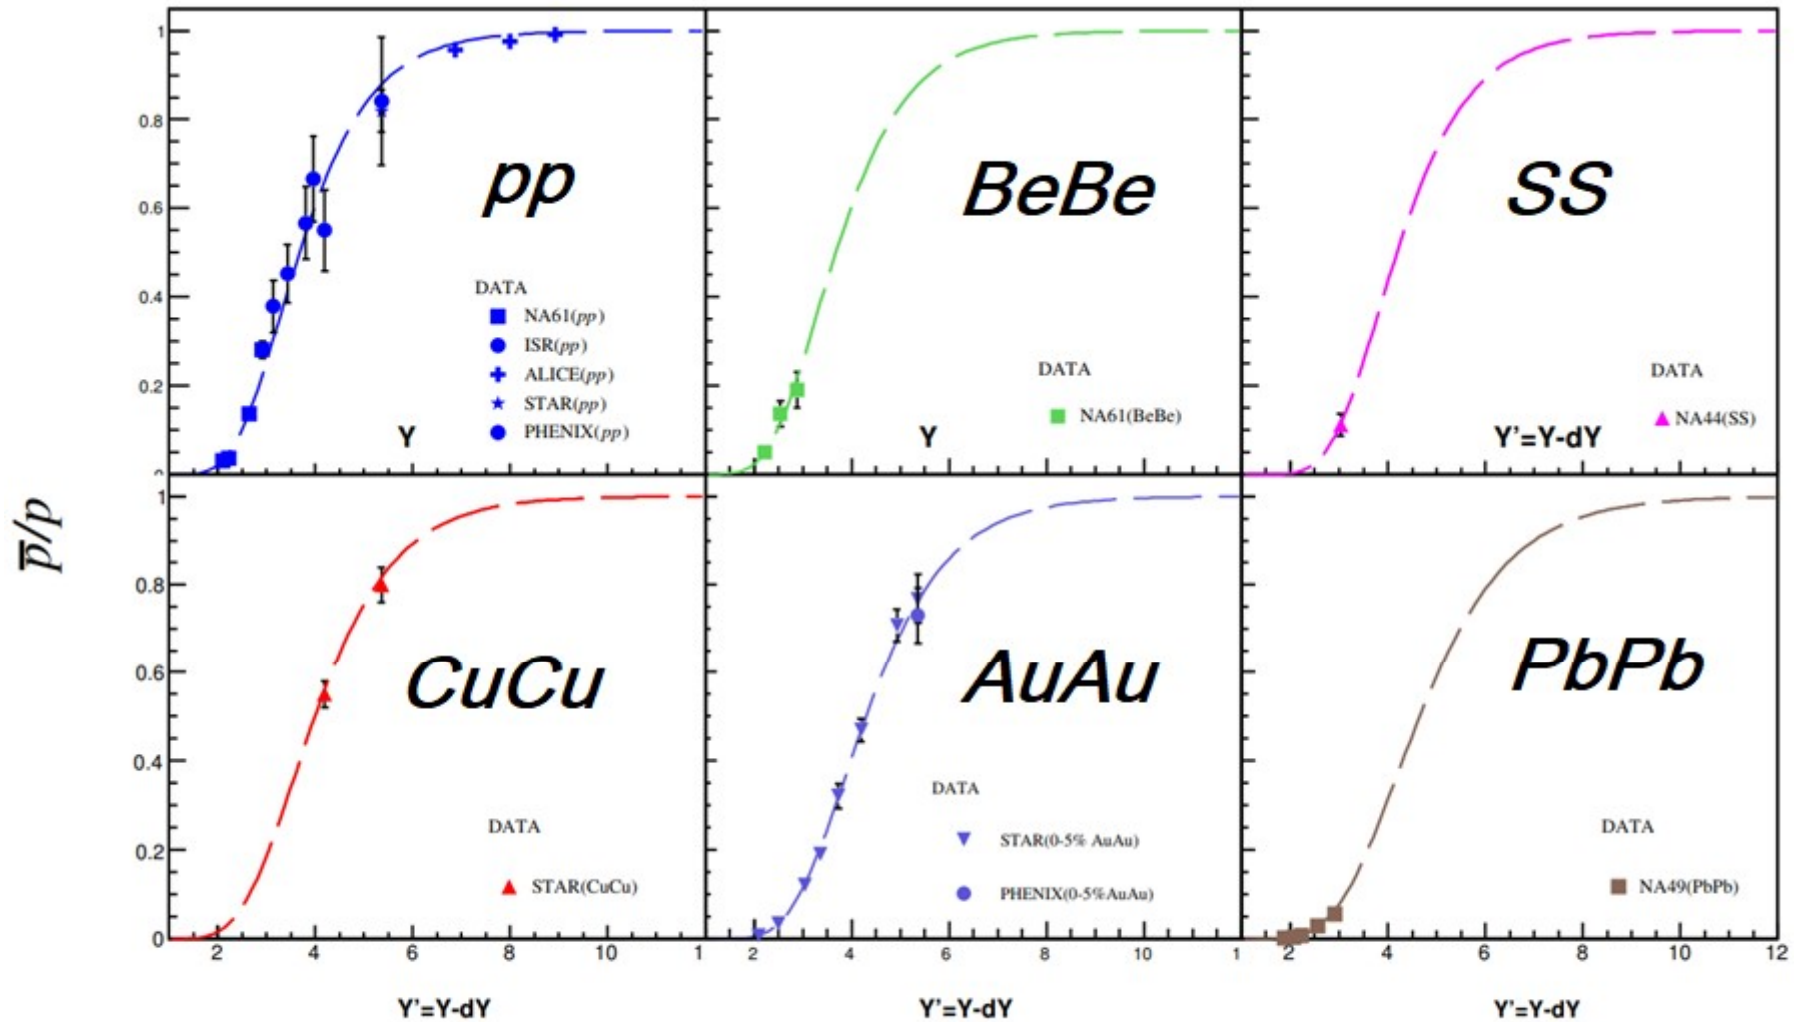 1
0.8
0.6
0.4
0.2
pp
DATA
NA61(pp)
ISR(pp)
ALICE(pp)
STAR(pp)
PHENIX(pp)
Y
BeBe
DATA
NA61(BeBe)
Y
SS
DATA
NA44(SS)
Y'=Y-dY
p̅/p
1
0.8
0.6
0.4
0.2
0
CuCu
DATA
STAR(CuCu)
2 4 6 8 10 1
Y'=Y-dY
AuAu
DATA
STAR(0-5% AuAu)
PHENIX(0-5%AuAu)
2 4 6 8 10 1
Y'=Y-dY
PbPb
DATA
NA49(PbPb)
2 4 6 8 10 12
Y'=Y-dY